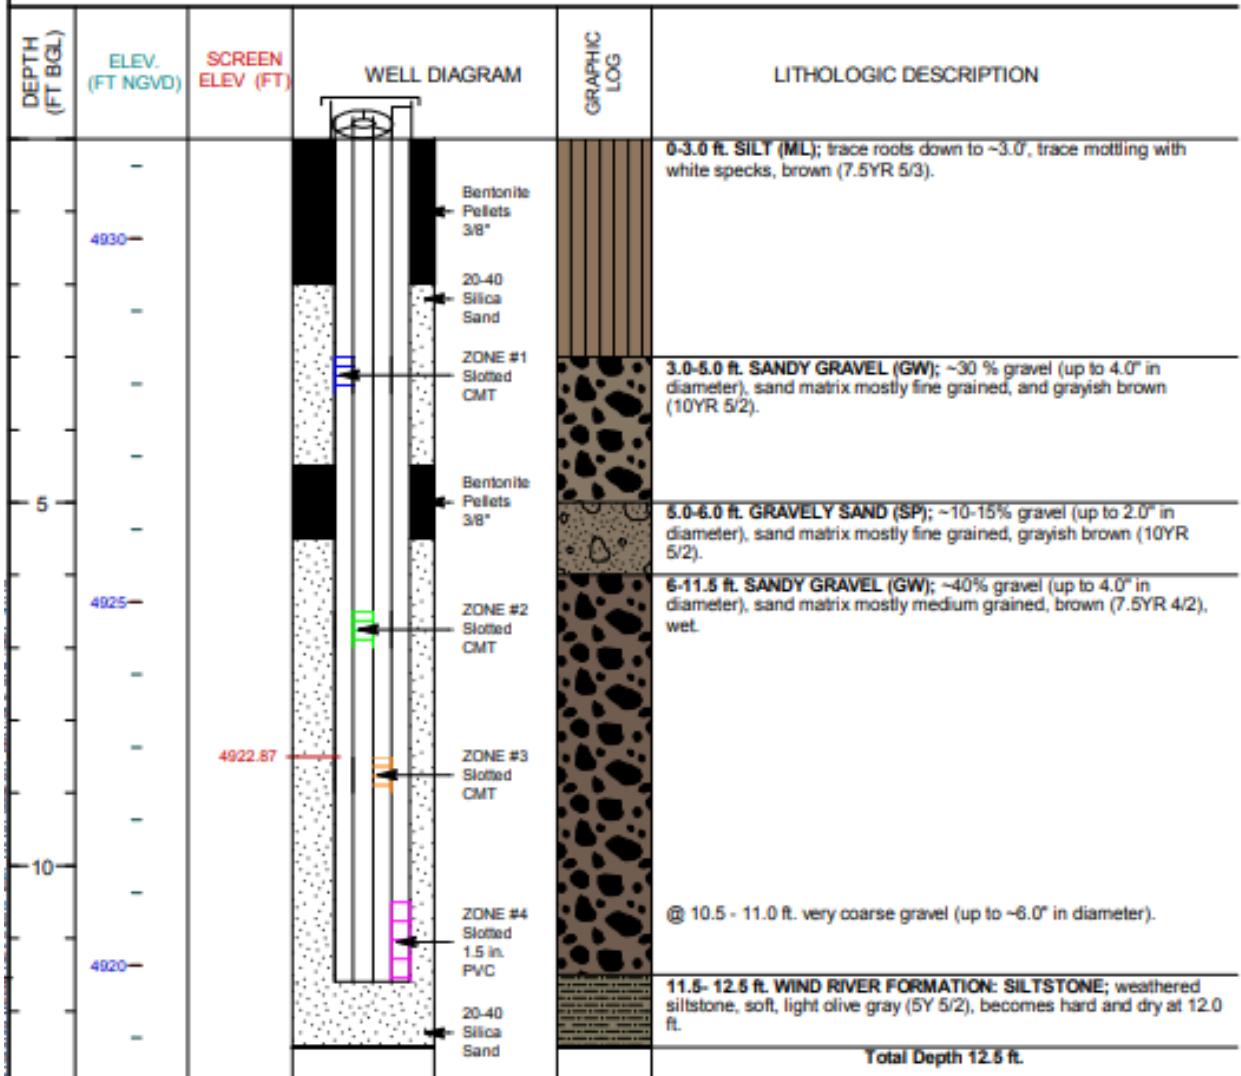 DEPTH
(FT BGL)
ELEV.
(FT NGVD)
SCREEN
ELEV (FT)
WELL DIAGRAM
GRAPHIC
LOG
LITHOLOGIC DESCRIPTION
0-3.0 ft. SILT (ML); trace roots down to ~3.0', trace mottling with
white specks, brown (7.5YR 5/3).
Bentonite
Pellets
3/8"
4930
20-40
Silica
Sand
ZONE #1
Slotted
CMT
3.0-5.0 ft. SANDY GRAVEL (GW); ~30 % gravel (up to 4.0" in
diameter), sand matrix mostly fine grained, and grayish brown
(10YR 5/2).
Bentonite
Pellets
3/8"
5
5.0-6.0 ft. GRAVELY SAND (SP); ~10-15% gravel (up to 2.0" in
diameter), sand matrix mostly fine grained, grayish brown (10YR
5/2).
6-11.5 ft. SANDY GRAVEL (GW); ~40% gravel (up to 4.0" in
diameter), sand matrix mostly medium grained, brown (7.5YR 4/2),
wet.
4925
ZONE #2
Slotted
CMT
4922.87
ZONE #3
Slotted
CMT
10
ZONE #4
Slotted
1.5 in.
PVC
@ 10.5 - 11.0 ft. very coarse gravel (up to ~6.0" in diameter).
4920
11.5- 12.5 ft. WIND RIVER FORMATION: SILTSTONE; weathered
siltstone, soft, light olive gray (5Y 5/2), becomes hard and dry at 12.0
ft.
20-40
Silica
Sand
Total Depth 12.5 ft.